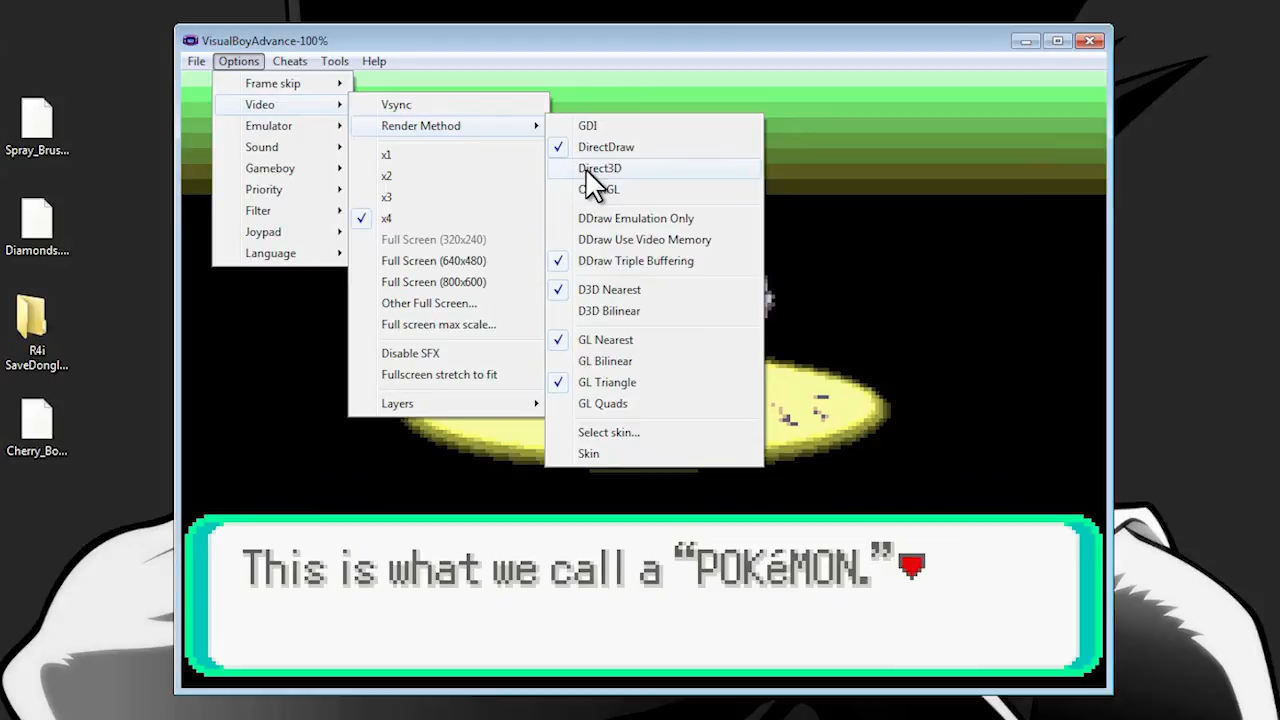 VisualBoyAdvance-100%
File Options Cheats Tools Help
Frame skip
Video
Emulator
Sound
Gameboy
Priority
Filter
Joypad
Language
Vsync
Render Method
x1
x2
x3
x4
Full Screen (320x240)
Full Screen (640x480)
Full Screen (800x600)
Other Full Screen...
Full screen max scale...
Disable SFX
Fullscreen stretch to fit
Layers
GDI
DirectDraw
Direct3D
DDraw Emulation Only
DDraw Use Video Memory
DDraw Triple Buffering
D3D Nearest
D3D Bilinear
GL Nearest
GL Bilinear
GL Triangle
GL Quads
Select skin...
Skin
Spray_Brus...
Diamonds....
R4i
SaveDongl...
Cherry_Bo...
This is what we call a “POKéMON.”